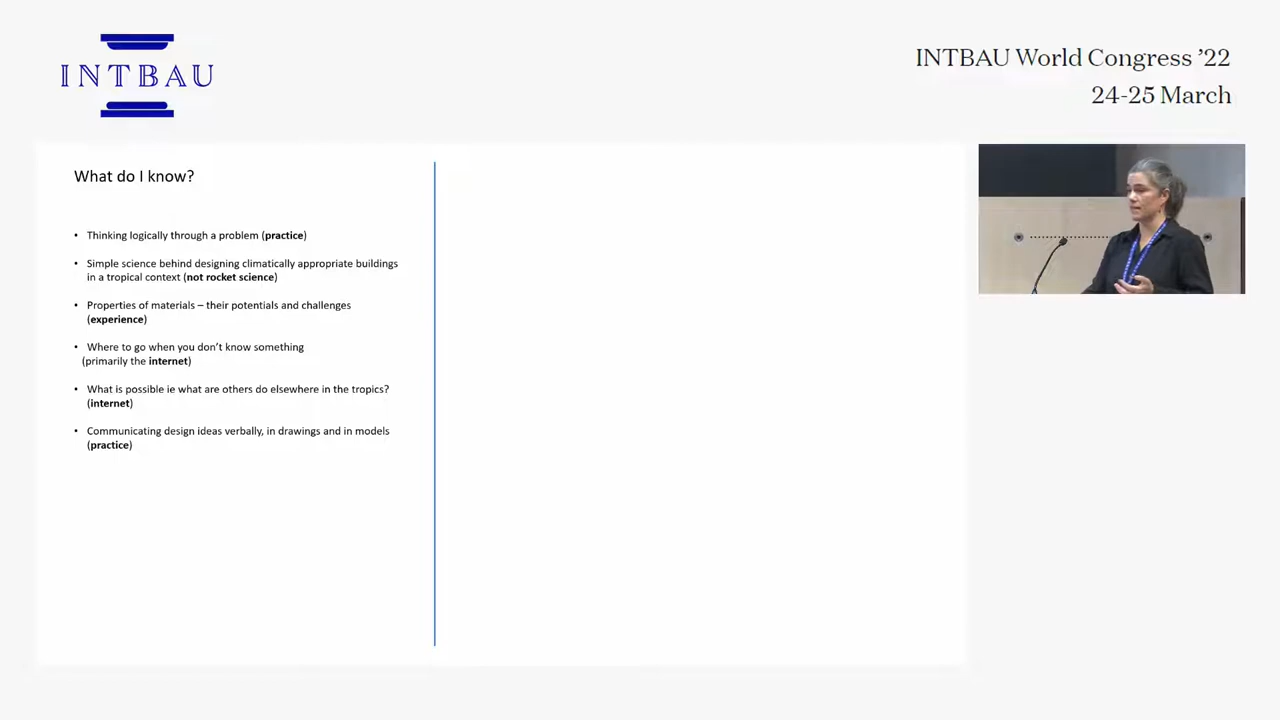 INTBAU
INTBAU World Congress ’22
24-25 March
What do I know?
• Thinking logically through a problem (practice)
• Simple science behind designing climatically appropriate buildings
in a tropical context (not rocket science)
• Properties of materials – their potentials and challenges
(experience)
• Where to go when you don’t know something
(primarily the internet)
• What is possible ie what are others do elsewhere in the tropics?
(internet)
• Communicating design ideas verbally, in drawings and in models
(practice)